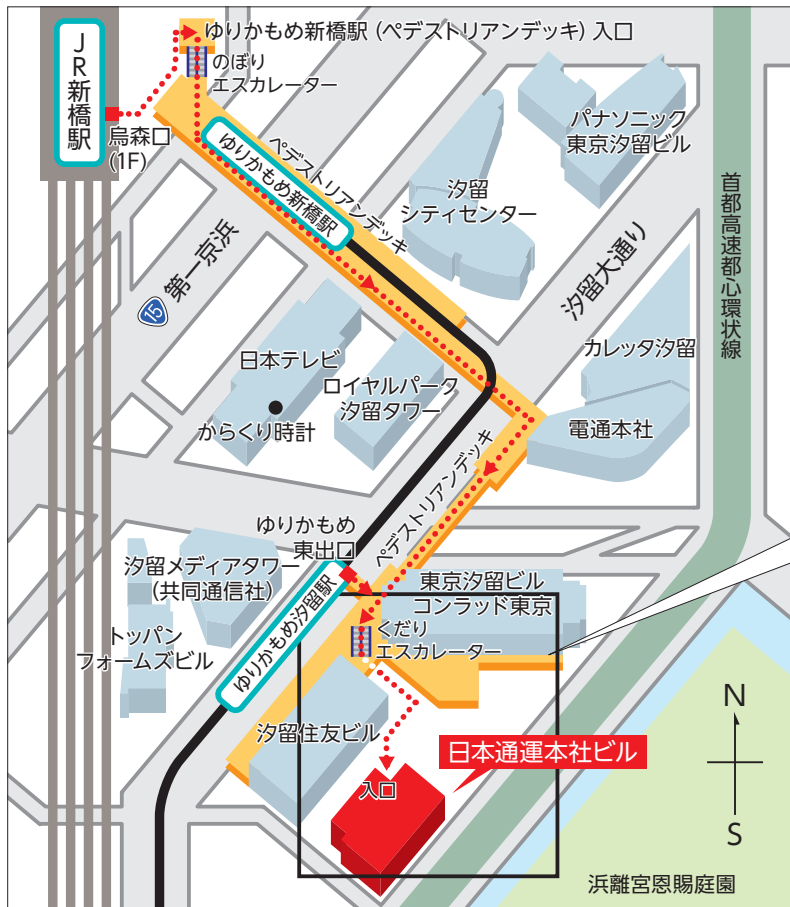 JR新橋駅
ゆりかもめ新橋駅(ペデストリアンデッキ)入口
のぼり
エスカレーター
烏森口
(1F)
ペデストリアンデッキ
ゆりかもめ新橋駅
パナソニック
東京汐留ビル
汐留
シティセンター
首都高速都心環状線
汐留大通り
15
第一京浜
日本テレビ
ロイヤルパーク
汐留タワー
からくり時計
カレッタ汐留
電通本社
ペデストリアンデッキ
ゆりかもめ
東出口
汐留メディアタワー
(共同通信社)
東京汐留ビル
コンラッド東京
ゆりかもめ汐留駅
くだり
エスカレーター
トッパン
フォームズビル
汐留住友ビル
日本通運本社ビル
入口
N
S
浜離宮恩賜庭園